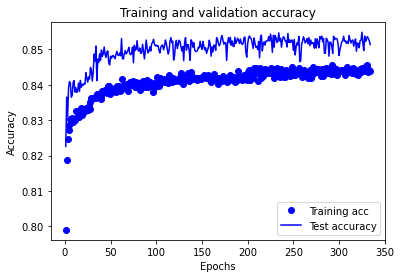 Training and validation accuracy
Accuracy
0.85
0.84
0.83
0.82
0.81
0.80
Training acc
Test accuracy
0 50 100 150 200 250 300 350
Epochs